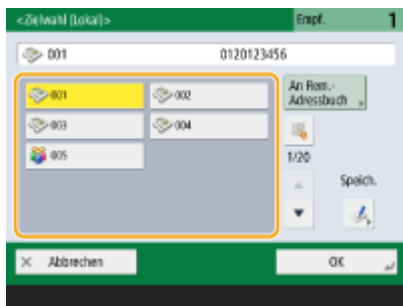 <Zielwahl (Lokal)>
Empf. 1
001 0120123456
001 002
003 004
005
An Rem.-
Adressbuch
1/20
Speich.
× Abbrechen
OK